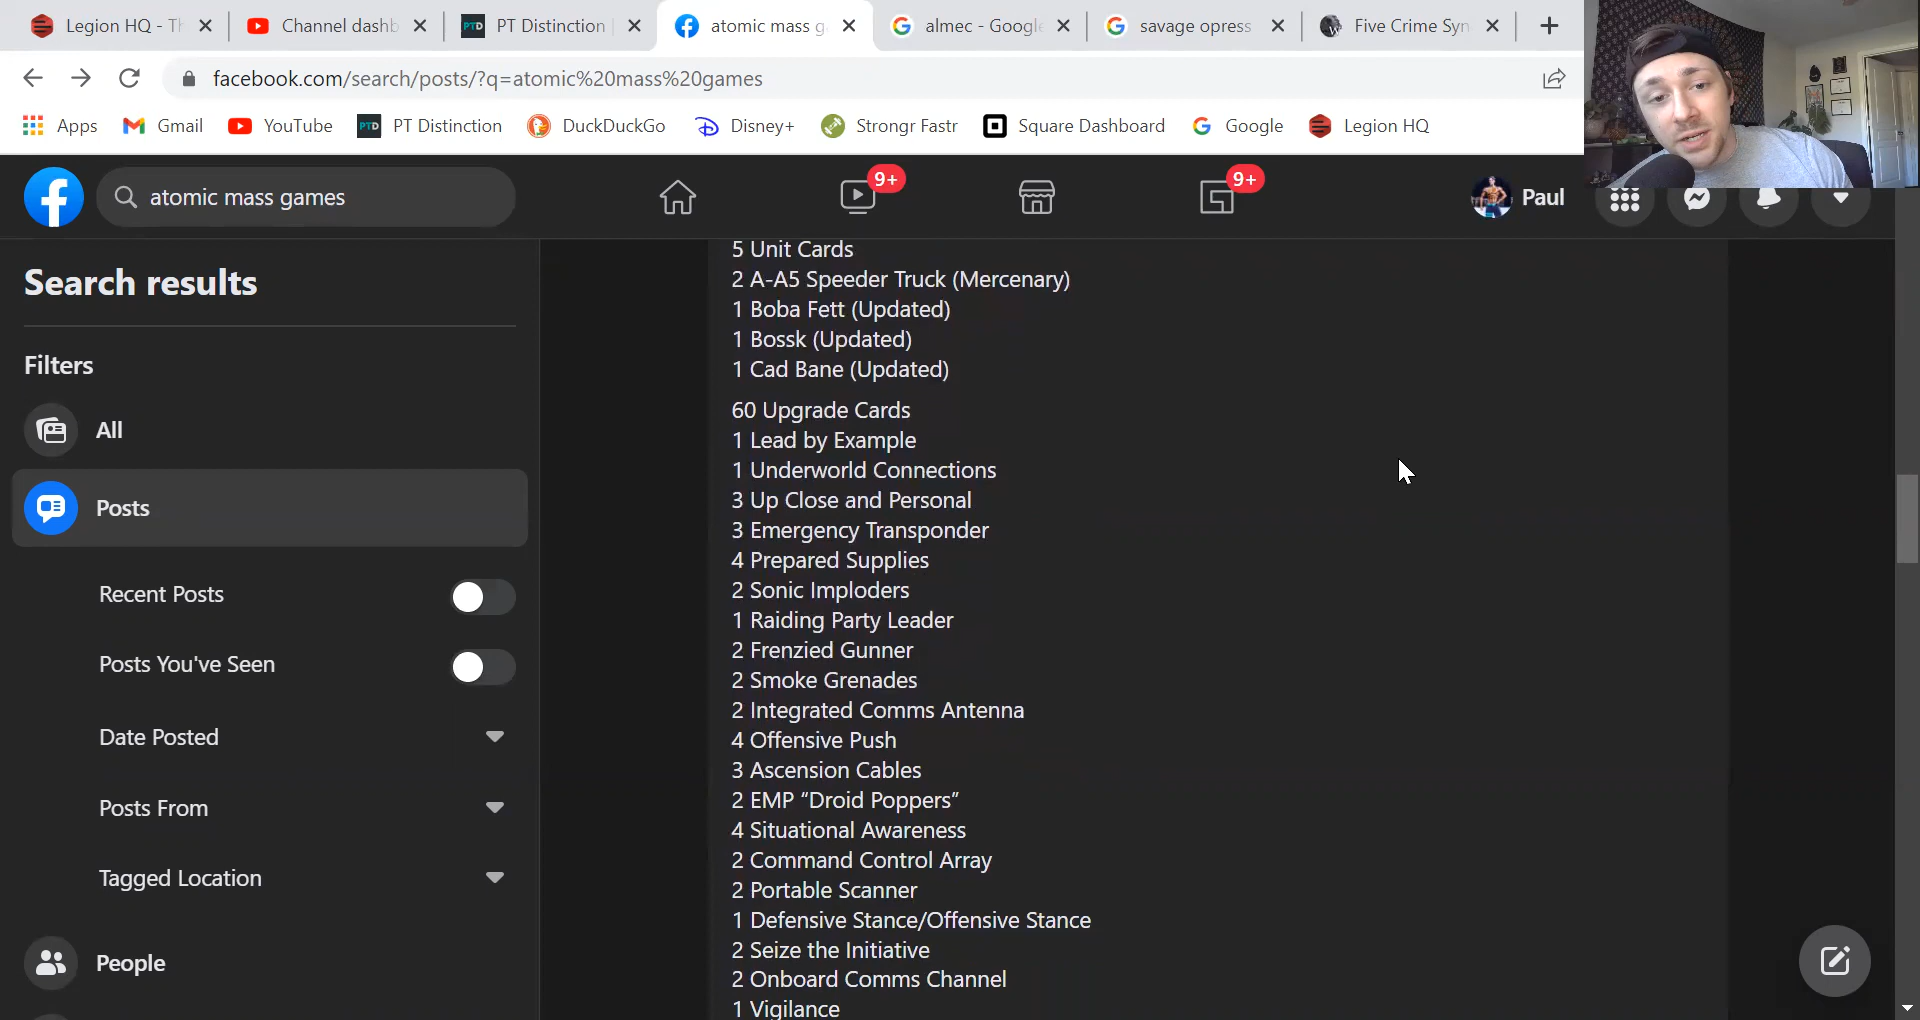 Legion HQ - Th
Channel dashb
PTD PT Distinction
atomic mass g
almec - Google
savage opress
Five Crime Syn
facebook.com/search/posts/?q=atomic%20mass%20games
Apps
Gmail
YouTube
PTD PT Distinction
DuckDuckGo
Disney+
Strongr Fastr
Square Dashboard
Google
Legion HQ
atomic mass games
9+
9+
Paul
Search results
Filters
All
Posts
Recent Posts
Posts You've Seen
Date Posted
Posts From
Tagged Location
People
5 Unit Cards
2 A-A5 Speeder Truck (Mercenary)
1 Boba Fett (Updated)
1 Bossk (Updated)
1 Cad Bane (Updated)
60 Upgrade Cards
1 Lead by Example
1 Underworld Connections
3 Up Close and Personal
3 Emergency Transponder
4 Prepared Supplies
2 Sonic Imploders
1 Raiding Party Leader
2 Frenzied Gunner
2 Smoke Grenades
2 Integrated Comms Antenna
4 Offensive Push
3 Ascension Cables
2 EMP “Droid Poppers”
4 Situational Awareness
2 Command Control Array
2 Portable Scanner
1 Defensive Stance/Offensive Stance
2 Seize the Initiative
2 Onboard Comms Channel
1 Vigilance